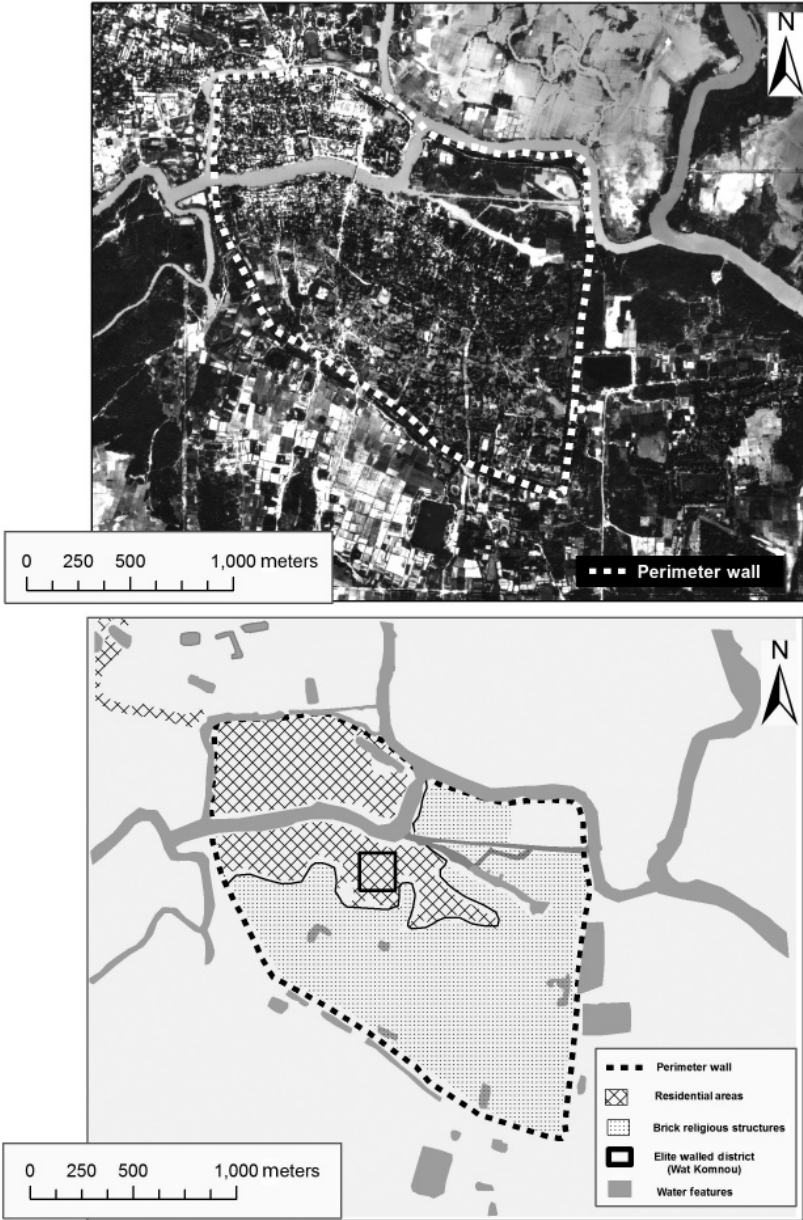 N
0 250 500 1,000 meters
Perimeter wall
N
Perimeter wall
Residential areas
Brick religious structures
Elite walled district
(Wat Komnou)
Water features
0 250 500 1,000 meters